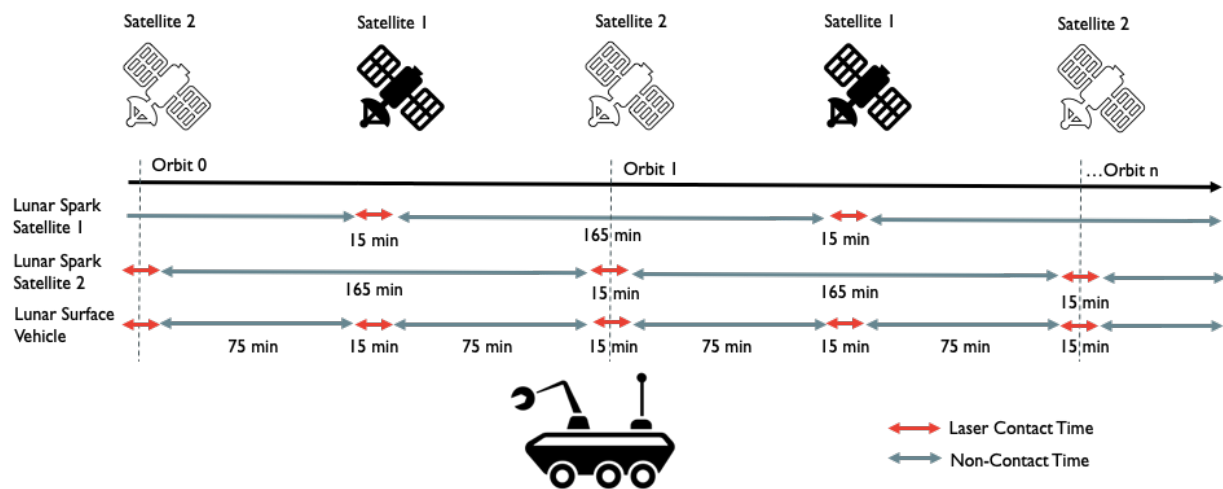 Satellite 2
Satellite 1
Satellite 2
Satellite 1
Satellite 2
Orbit 0
Orbit 1
...Orbit n
Lunar Spark
Satellite 1
15 min
165 min
15 min
Lunar Spark
Satellite 2
165 min
15 min
165 min
15 min
Lunar Surface
Vehicle
75 min
15 min
75 min
15 min
75 min
15 min
75 min
15 min
Laser Contact Time
Non-Contact Time